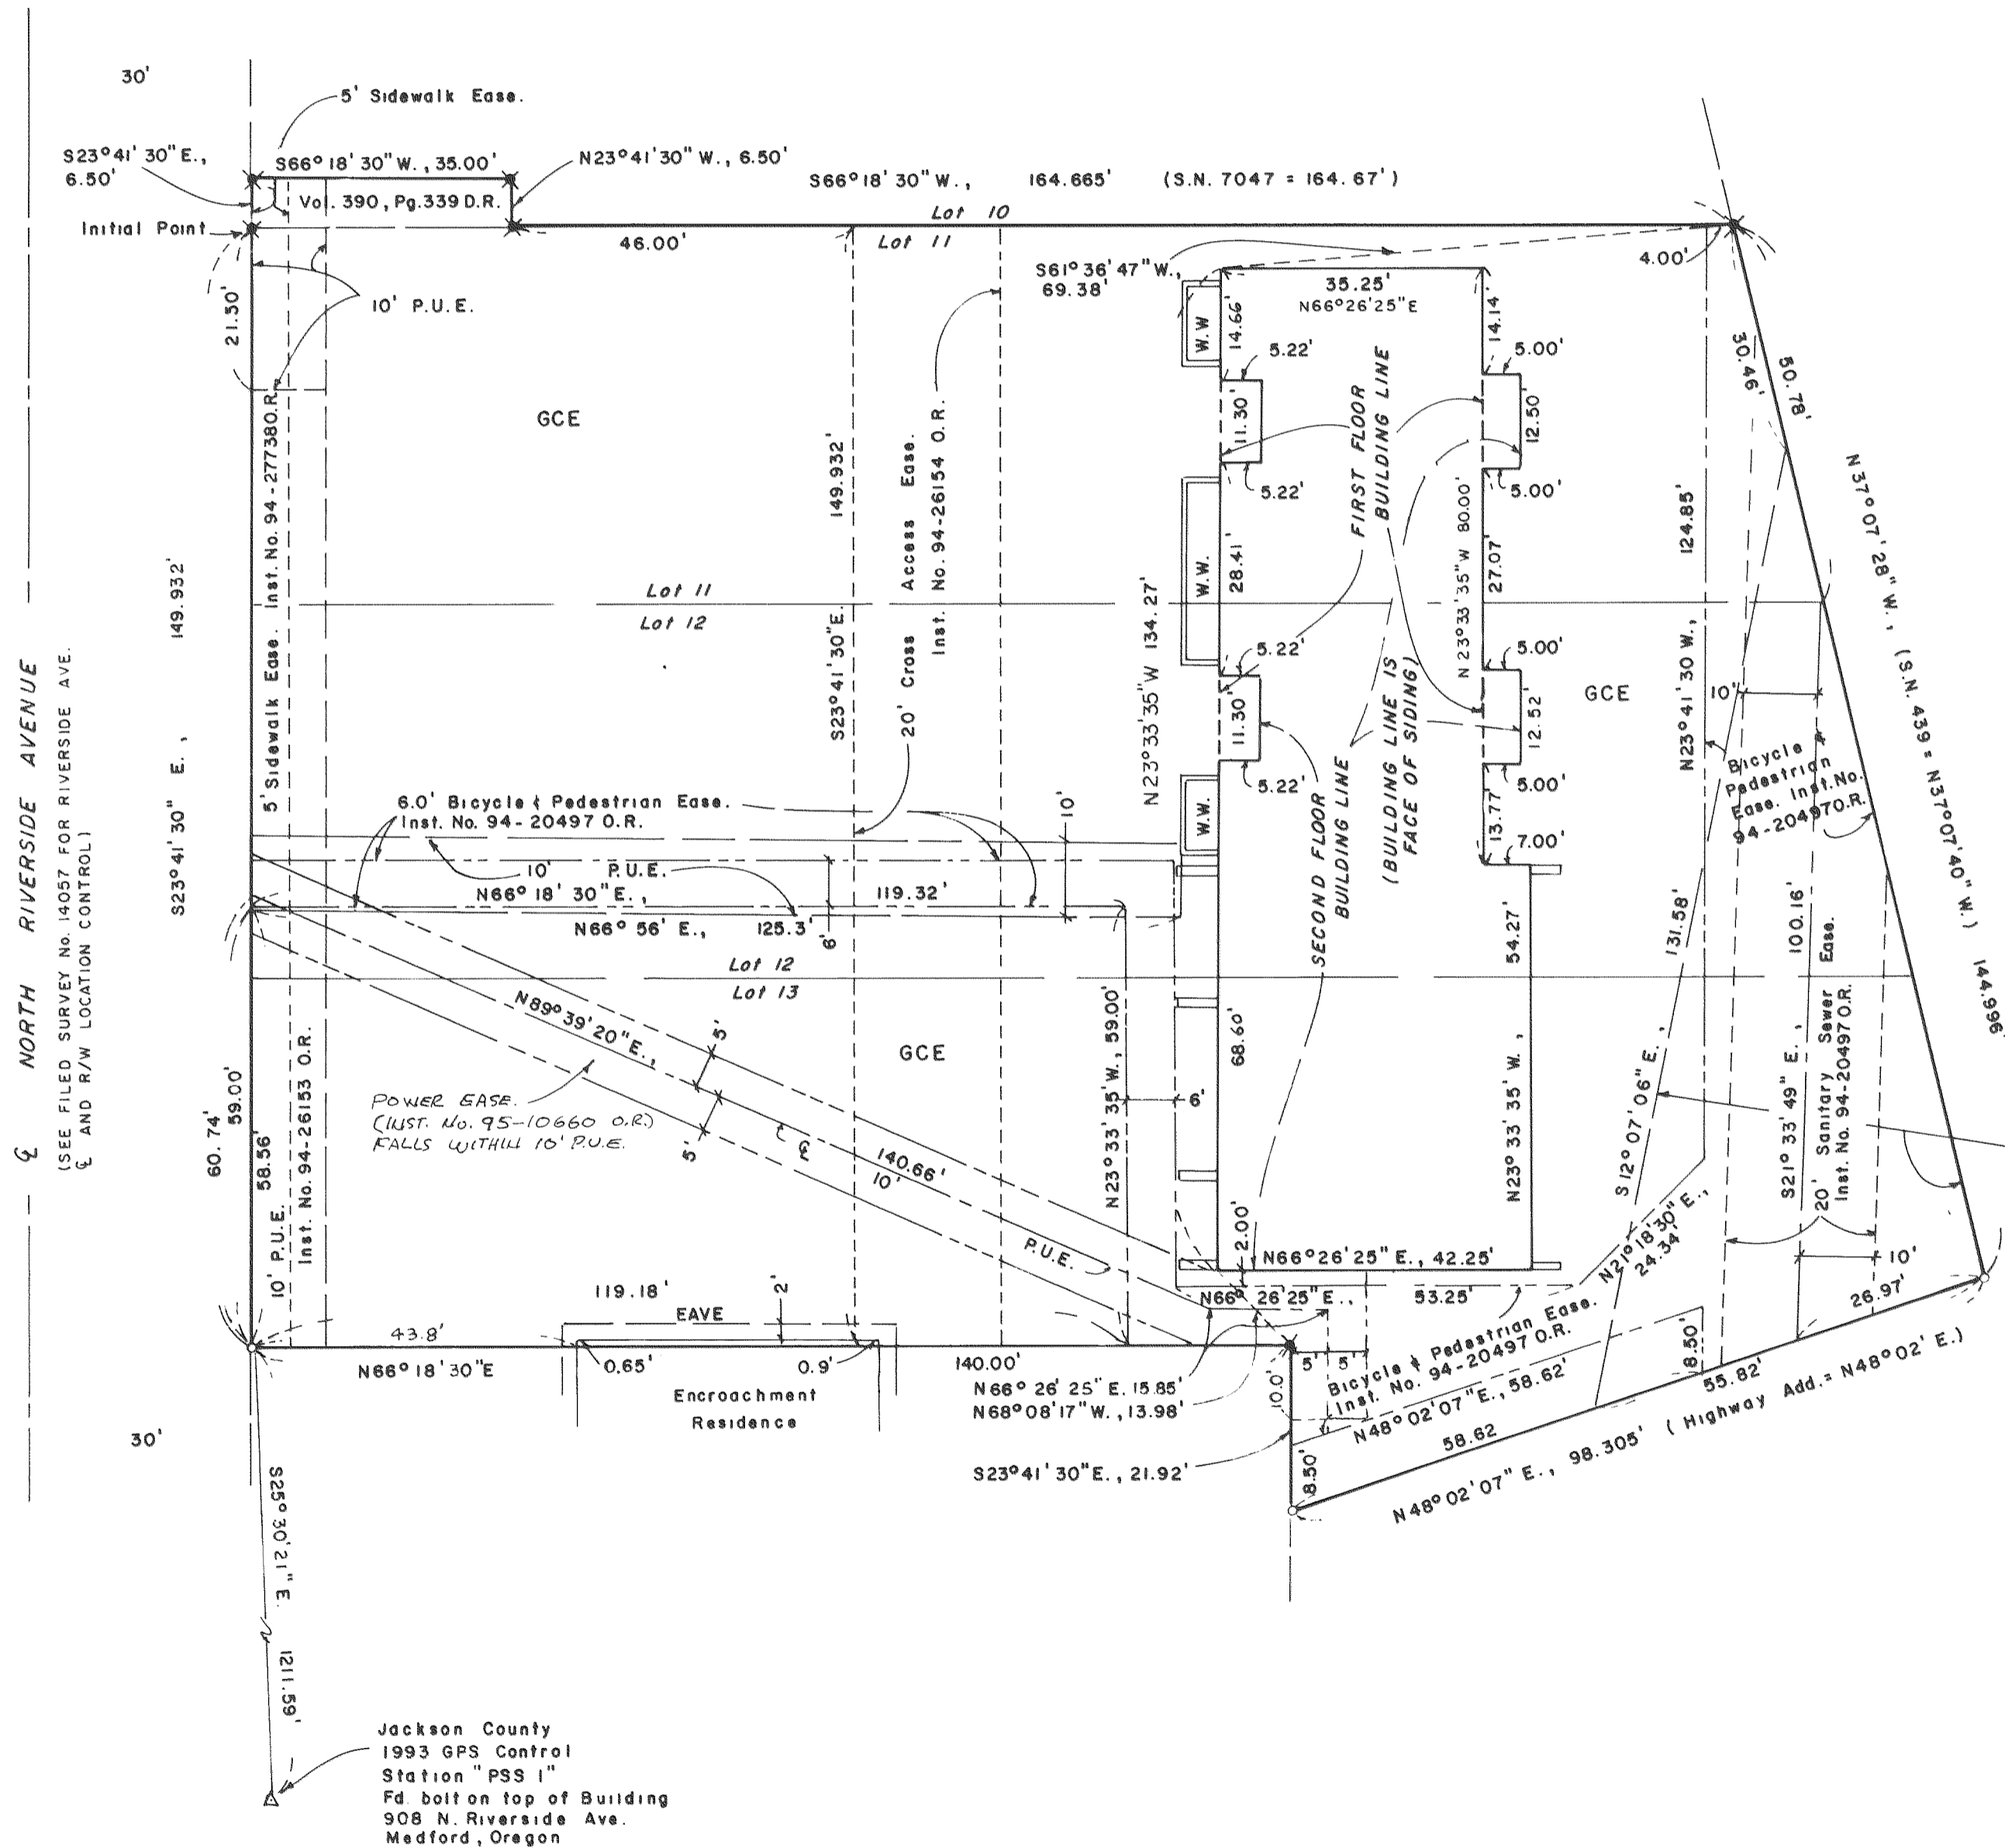 30'
5' Sidewalk Ease.
S23°41'30"E.,
6.50'
S66°18'30"W., 35.00'
N23°41'30"W., 6.50'
S66°18'30"W., 164.665' (S.N. 7047 = 164.67')
Vol. 390, Pg.339 D.R.
Initial Point
Lot 10
Lot 11
46.00'
4.00'
S61°36'47"W.,
69.38'
35.25'
N66°26'25"E
10' P.U.E.
21.50'
W.W
14.66'
5.22'
11.30'
5.22'
14.14'
5.00'
12.50'
5.00'
30.46'
50.78'
GCE
5' Sidewalk Ease. Inst. No. 94-27738O.R.
149.932'
S23°41'30"E.
20' Cross Access Ease.
Inst. No. 94-26154 O.R.
FIRST FLOOR
BUILDING LINE
W.W.
28.41'
N 23°33'35"W 80.00'
27.07'
124.85'
N23°41'30 W.,
N37°07'28"W., (S.N. 439 = N37°07'40"W.) 144.996'
Lot 11
Lot 12
149.932'
S23°41'30" E.,
N23°33'35"W 134.27'
5.22'
11.30'
5.22'
5.00'
12.52'
5.00'
13.77'
7.00'
GCE
10'
SECOND FLOOR
BUILDING LINE
(BUILDING LINE IS
FACE OF SIDING)
Bicycle &
Pedestrian
Ease. Inst. No.
94-20497O.R.
℄ NORTH RIVERSIDE AVENUE
(SEE FILED SURVEY No. 14057 FOR RIVERSIDE AVE.
℄ AND R/W LOCATION CONTROL)
6.0' Bicycle & Pedestrian Ease.
Inst. No. 94-20497 O.R.
10'
W.W.
10' P.U.E.
N66°18'30"E., 119.32'
N66°56'E., 125.3'
6'
Lot 12
Lot 13
N89°39'20"E.,
5'
GCE
POWER EASE.
(INST. No. 95-10660 O.R.)
FALLS WITHIN 10' P.U.E.
5'
℄
140.66'
10'
P.U.E.
60.74'
59.00'
58.56'
10' P.U.E.
Inst. No. 94-26153 O.R.
N23°33'35"W., 59.00'
6'
68.60'
54.27'
N23°33'35"W.,
131.58'
S12°07'06"E.,
100.16'
S21°33'49"E.,
20' Sanitary Sewer Ease.
Inst. No. 94-20497O.R.
10'
2.00'
N66°26'25"E., 42.25'
N21°18'30"E.,
24.34'
N66°26'25"E., 53.25'
26.97'
119.18'
EAVE
2'
43.8'
N66°18'30"E
0.65'
0.9'
140.00'
Encroachment
Residence
N66°26'25"E. 15.85'
N68°08'17"W., 13.98'
S23°41'30"E., 21.92'
5'
5'
10.0'
8.50'
Bicycle & Pedestrian Ease.
Inst. No. 94-20497 O.R.
N48°02'07"E., 58.62'
8.50'
55.82'
58.62
N48°02'07"E., 98.305' (Highway Add.= N48°02'E.)
30'
S25°30'21"E. 1211.59'
Jackson County
1993 GPS Control
Station "PSS 1"
Fd. bolt on top of Building
908 N. Riverside Ave.
Medford, Oregon